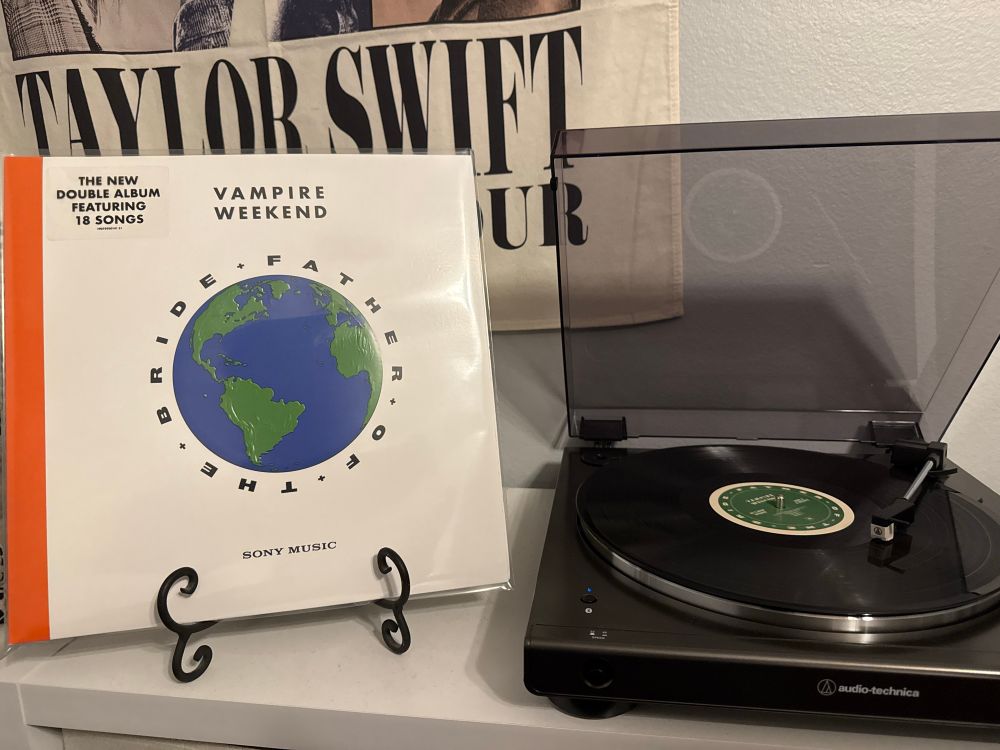 TAYLOR SWIFT
OUR
THE NEW
DOUBLE ALBUM
FEATURING
18 SONGS
VAMPIRE
WEEKEND
FATHER + OF + THE + BRIDE +
SONY MUSIC
audio-technica